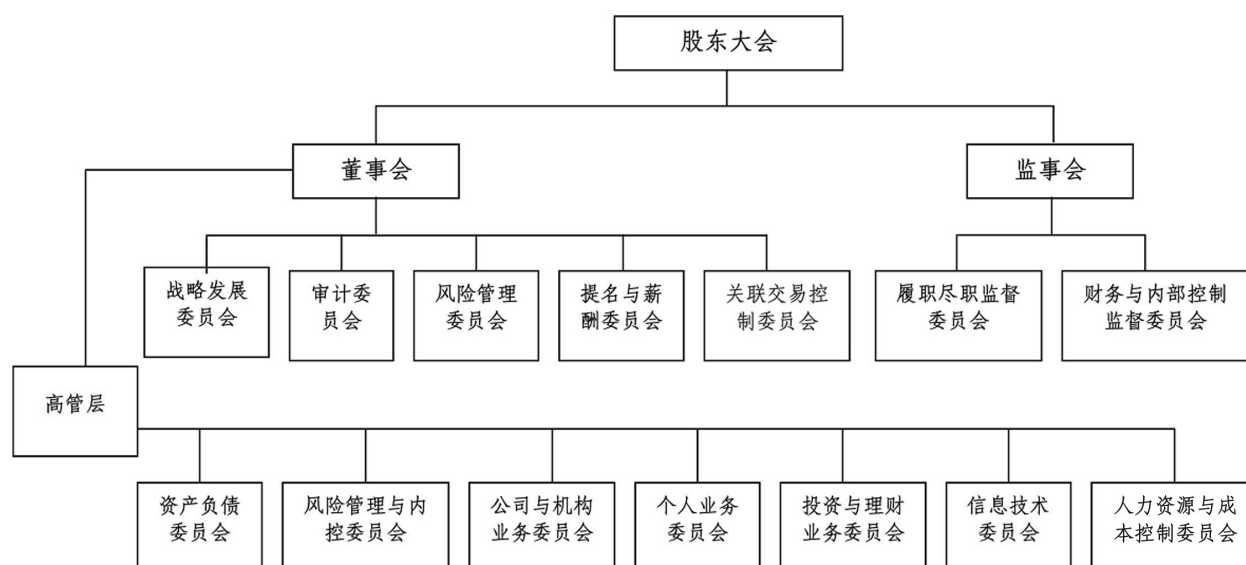 股东大会
董事会
监事会
战略发展
委员会
审计委
员会
风险管理
委员会
提名与薪
酬委员会
关联交易控
制委员会
履职尽职监督
委员会
财务与内部控制
监督委员会
高管层
资产负债
委员会
风险管理与内
控委员会
公司与机构
业务委员会
个人业务
委员会
投资与理财
业务委员会
信息技术
委员会
人力资源与成
本控制委员会